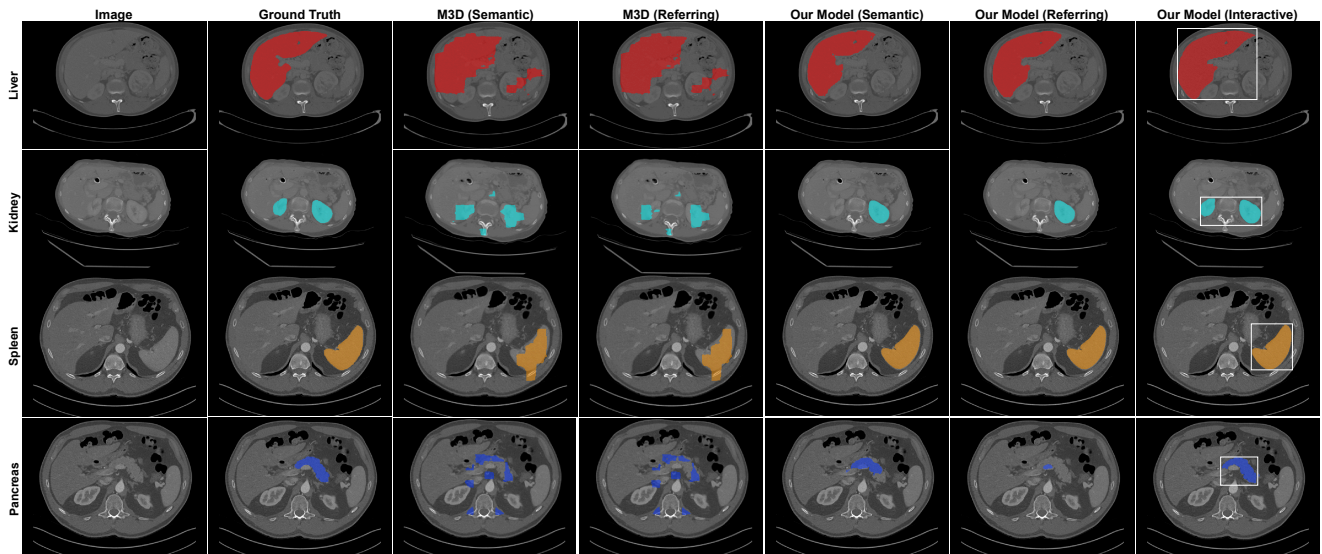 Image Ground Truth M3D (Semantic) M3D (Referring) Our Model (Semantic) Our Model (Referring) Our Model (Interactive)
Liver
Kidney
Spleen
Pancreas